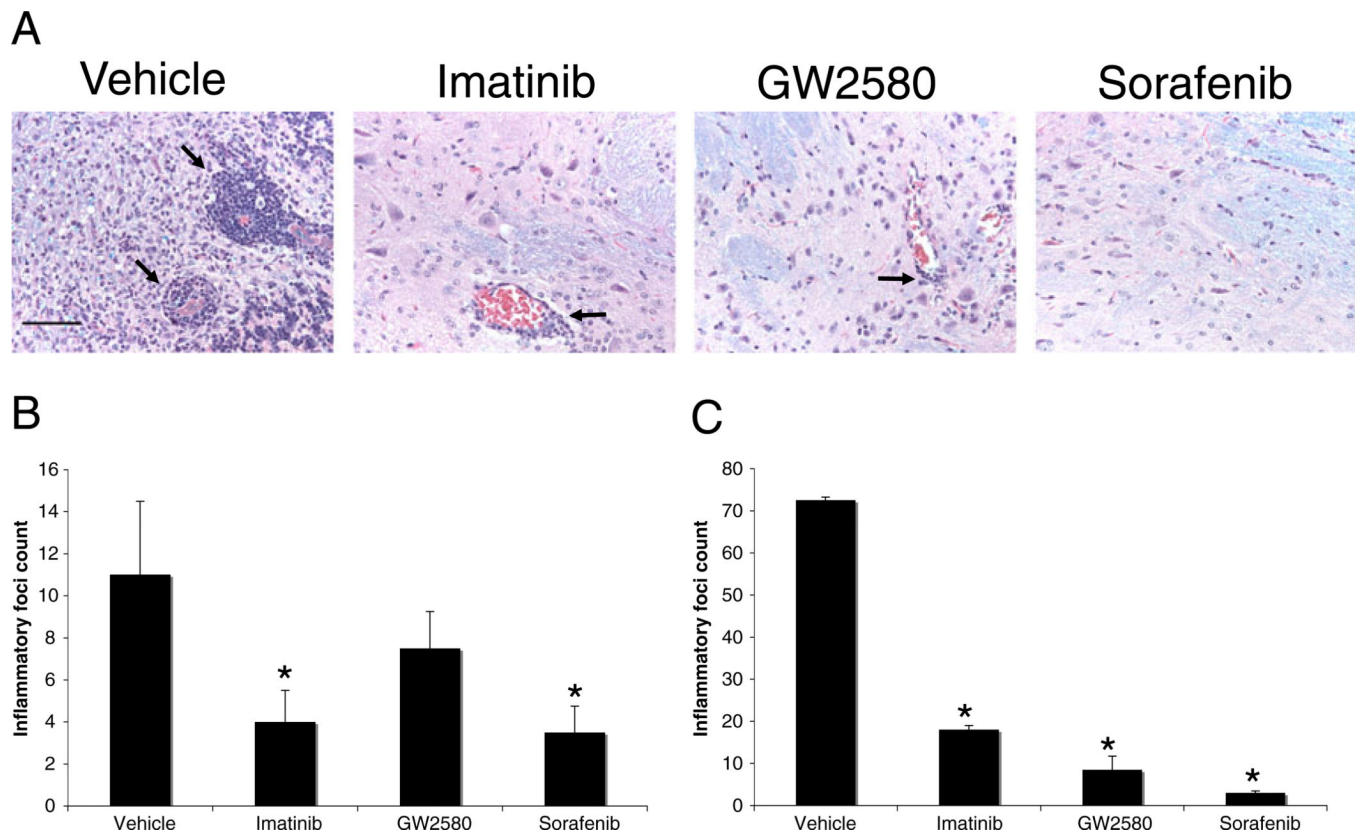 A
Vehicle Imatinib GW2580 Sorafenib
B
Inflammatory foci count
16
14
12
10
8
6
4
2
0
*
*
Vehicle Imatinib GW2580 Sorafenib
C
Inflammatory foci count
80
70
60
50
40
30
20
10
0
*
*
*
Vehicle Imatinib GW2580 Sorafenib